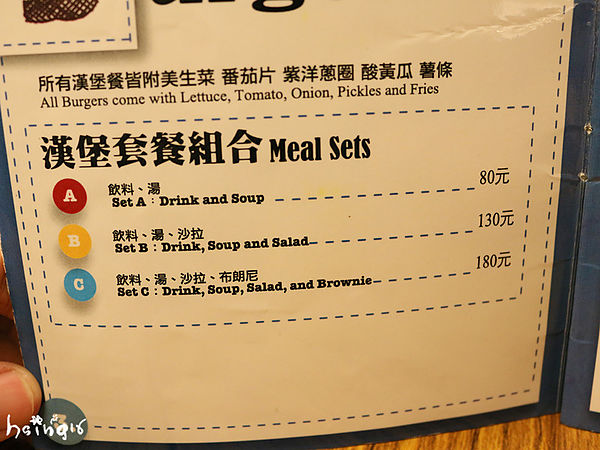 所有漢堡餐皆附美生菜 番茄片 紫洋蔥圈 酸黃瓜 薯條
All Burgers come with Lettuce, Tomato, Onion, Pickles and Fries
漢堡套餐組合 Meal Sets
A 飲料、湯 80元
Set A：Drink and Soup
B 飲料、湯、沙拉 130元
Set B：Drink, Soup and Salad
C 飲料、湯、沙拉、布朗尼 180元
Set C：Drink, Soup, Salad, and Brownie